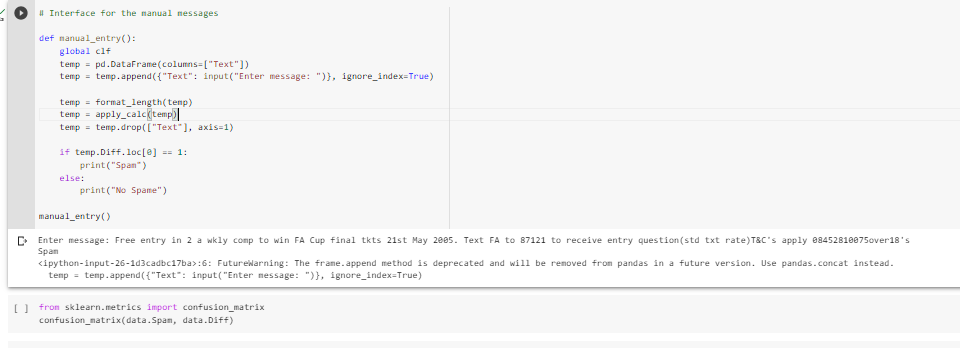 # Interface for the manual messages
def manual_entry():
    global clf
    temp = pd.DataFrame(columns=["Text"])
    temp = temp.append({"Text": input("Enter message: ")}, ignore_index=True)
    temp = format_length(temp)
    temp = apply_calc(temp)
    temp = temp.drop(["Text"], axis=1)
    if temp.Diff.loc[0] == 1:
        print("Spam")
    else:
        print("No Spame")
manual_entry()
Enter message: Free entry in 2 a wkly comp to win FA Cup final tkts 21st May 2005. Text FA to 87121 to receive entry question(std txt rate)T&C's apply 08452810075over18's
Spam
<ipython-input-26-1d3cadbc17ba>:6: FutureWarning: The frame.append method is deprecated and will be removed from pandas in a future version. Use pandas.concat instead.
  temp = temp.append({"Text": input("Enter message: ")}, ignore_index=True)
[ ] from sklearn.metrics import confusion_matrix
confusion_matrix(data.Spam, data.Diff)